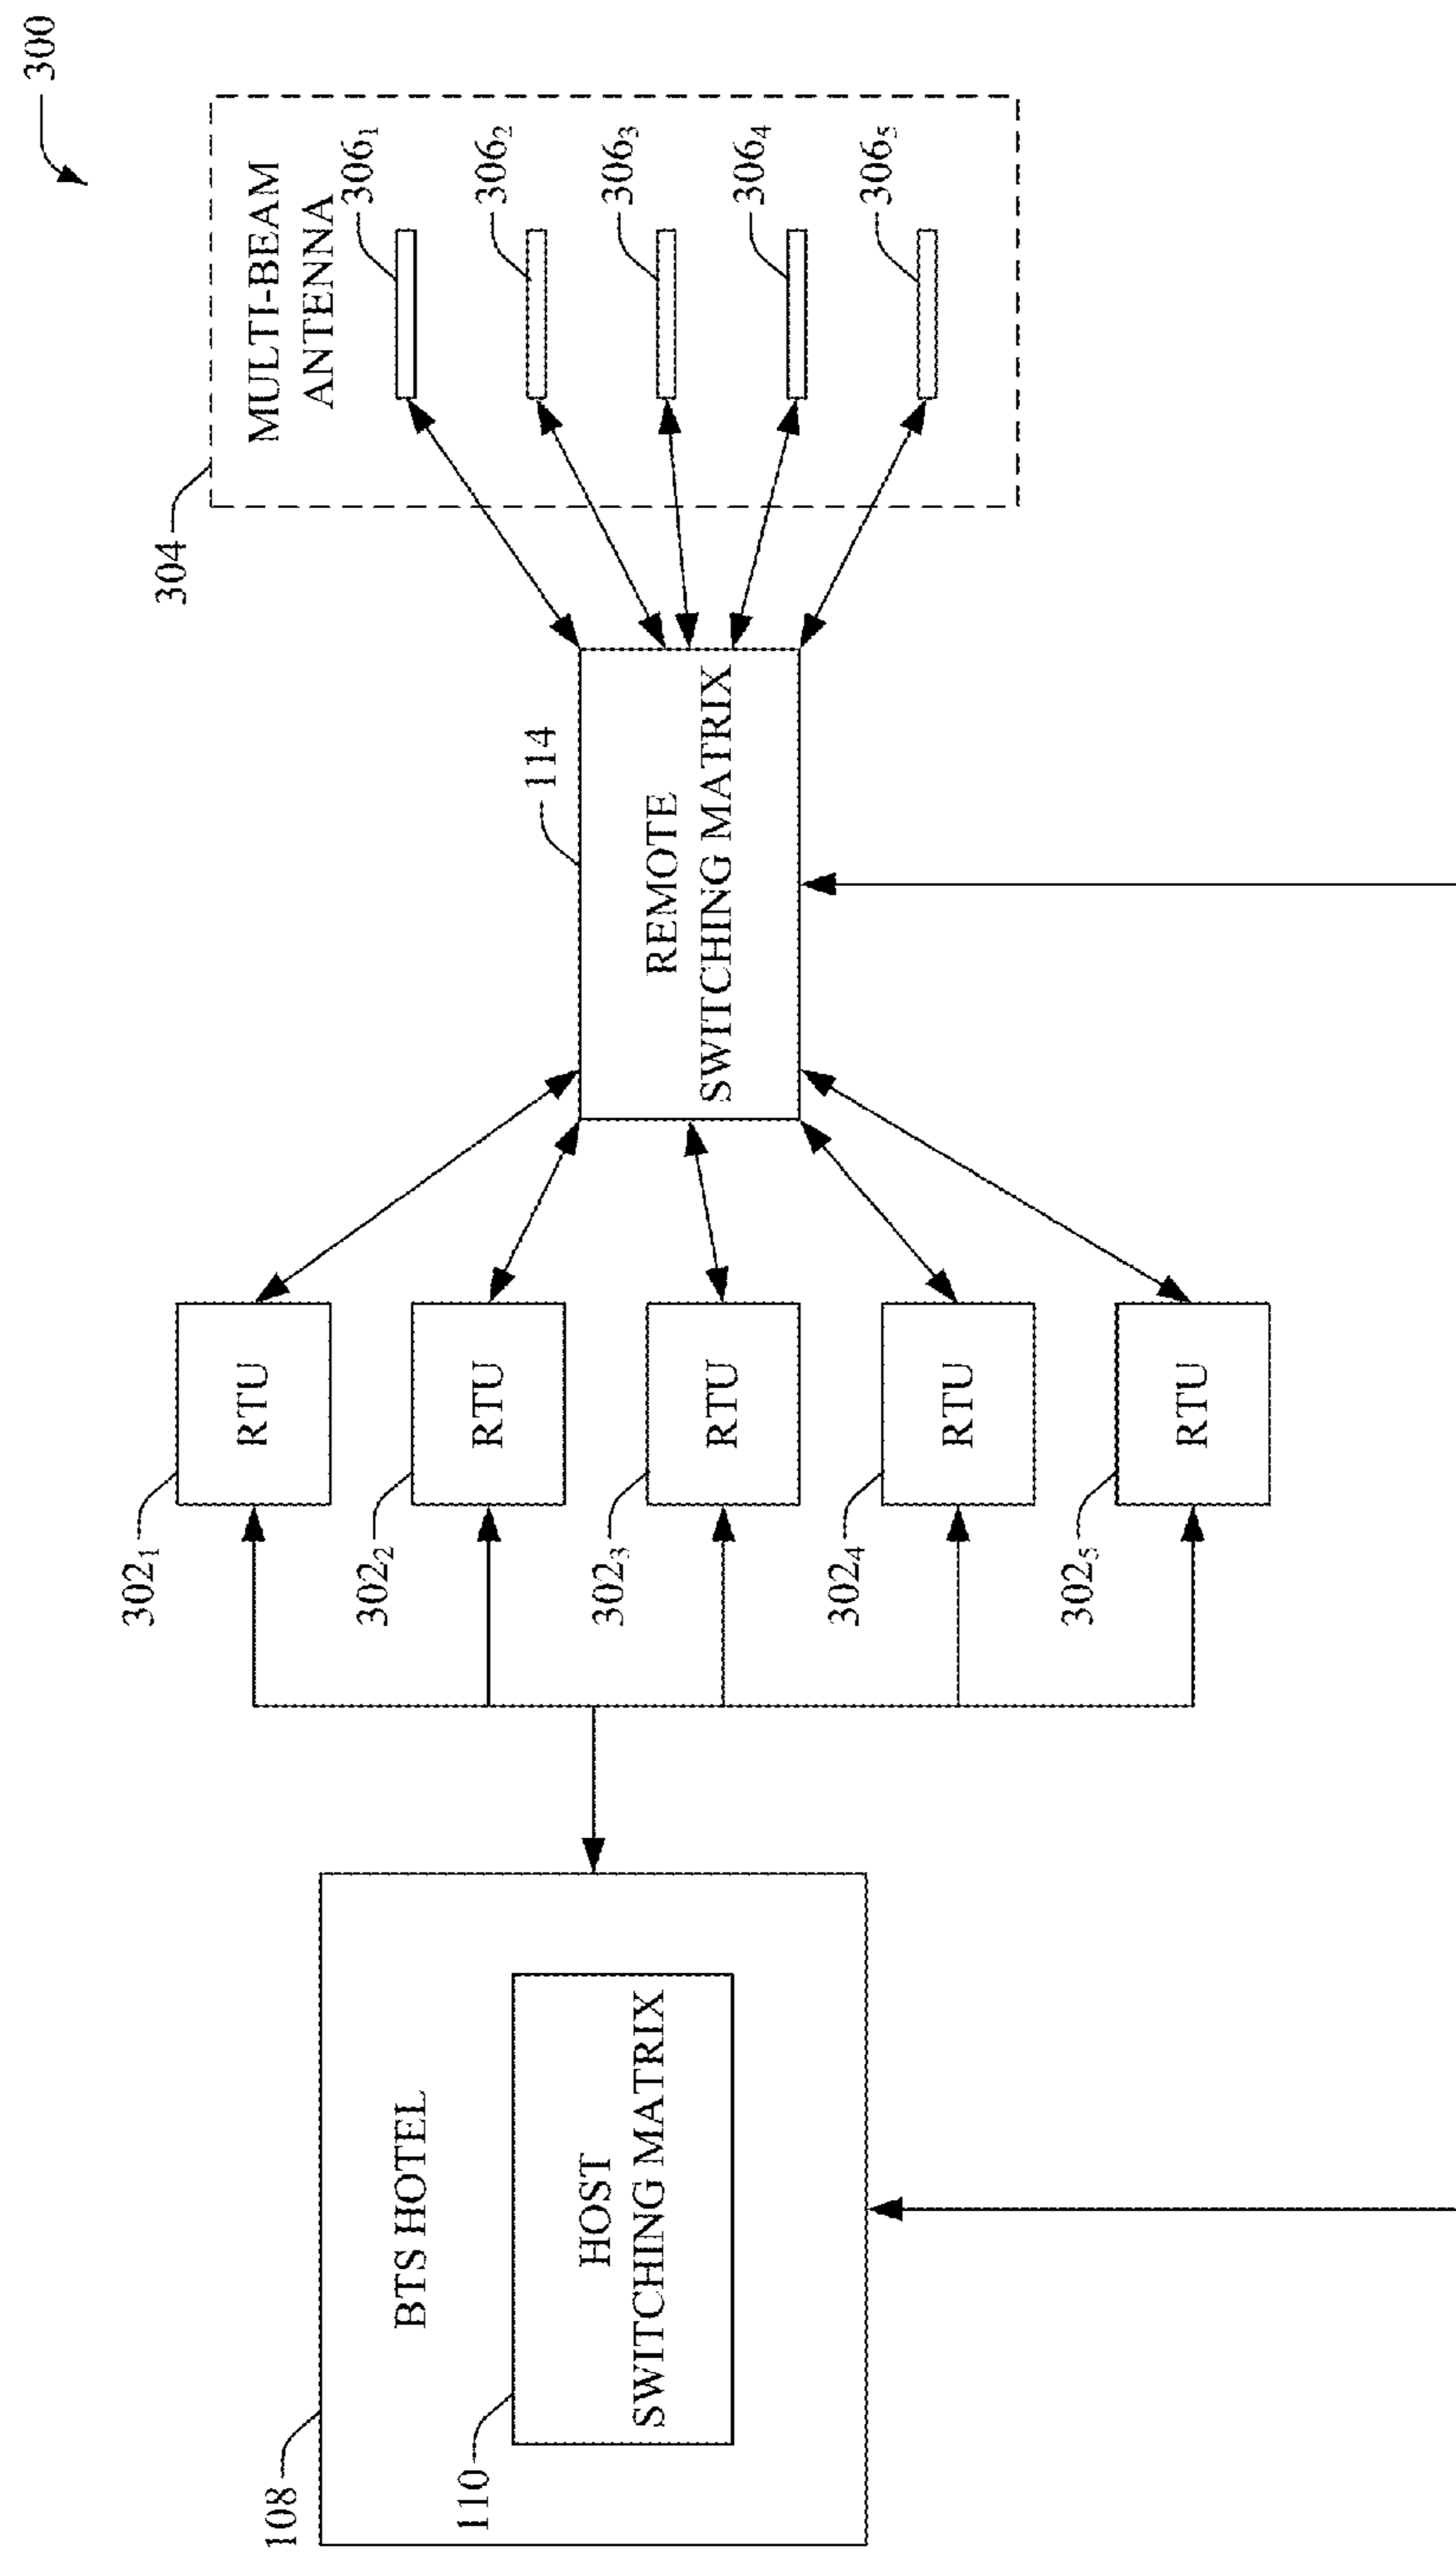 300
304
MULTI-BEAM
ANTENNA
306₁
306₂
306₃
306₄
306₅
114
REMOTE
SWITCHING MATRIX
302₁
RTU
302₂
RTU
302₃
RTU
302₄
RTU
302₅
RTU
108
BTS HOTEL
110
HOST
SWITCHING MATRIX